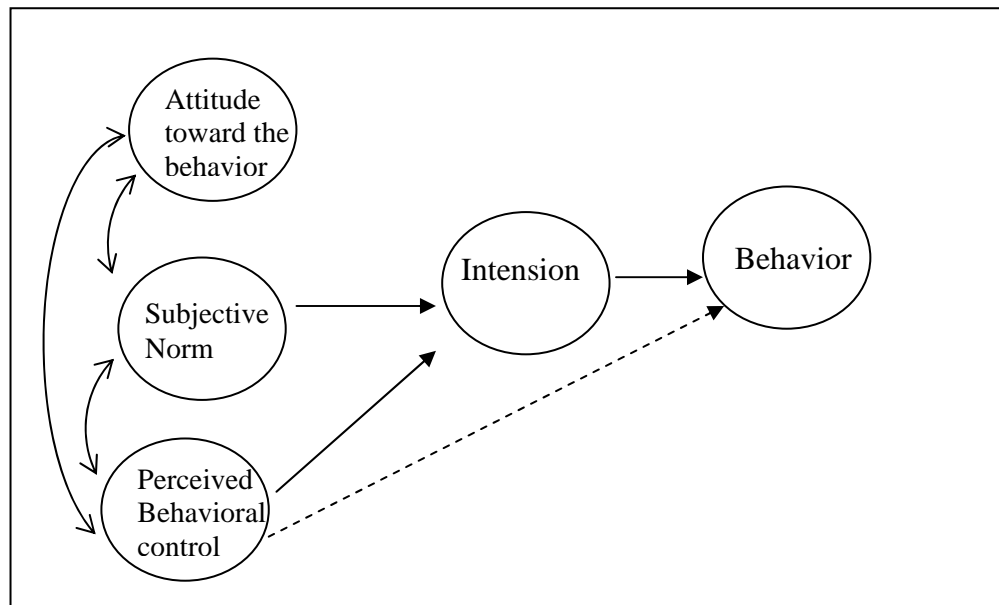 Attitude
toward the
behavior
Subjective
Norm
Perceived
Behavioral
control
Intension
Behavior